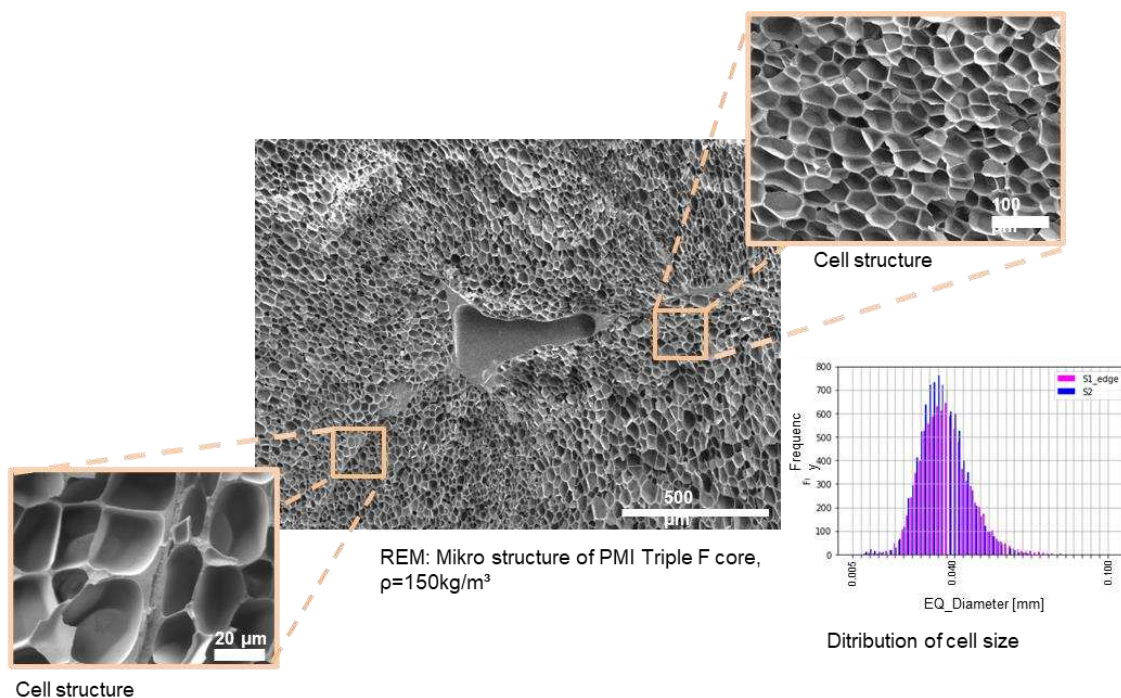 100
µm
Cell structure
500
µm
REM: Mikro structure of PMI Triple F core,
ρ=150kg/m³
20 µm
Cell structure
800
700
600
500
400
300
200
100
0
Frequenc
y
S1_edge
S2
0.005
0.040
0.100
EQ_Diameter [mm]
Ditribution of cell size